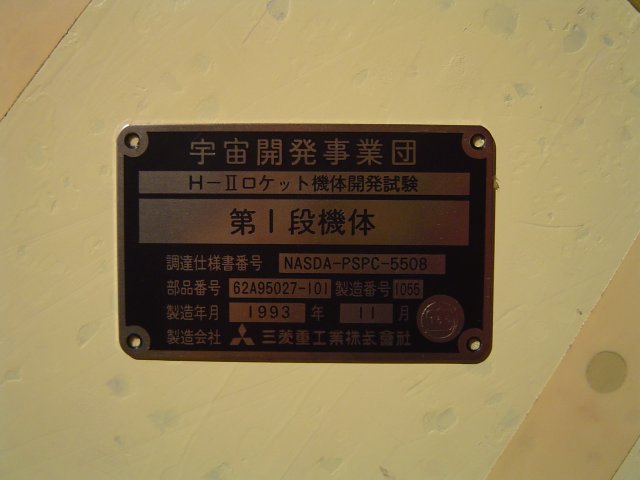 宇宙開発事業団
H-Ⅱロケット機体開発試験
第1段機体
調達仕様書番号 NASDA-PSPC-5508
部品番号 62A95027-101 製造番号 1055
製造年月 1993 年 11 月
製造会社 三菱重工業株式會社